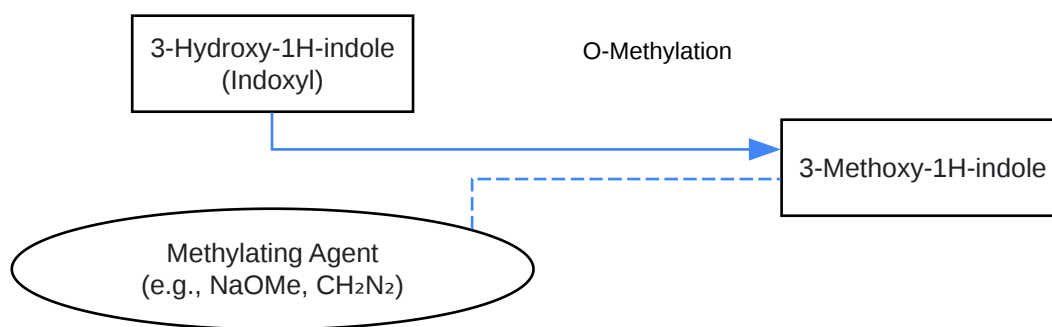 3-Hydroxy-1H-indole
(Indoxyl)
O-Methylation
3-Methoxy-1H-indole
Methylating Agent
(e.g., NaOMe, CH₂N₂)